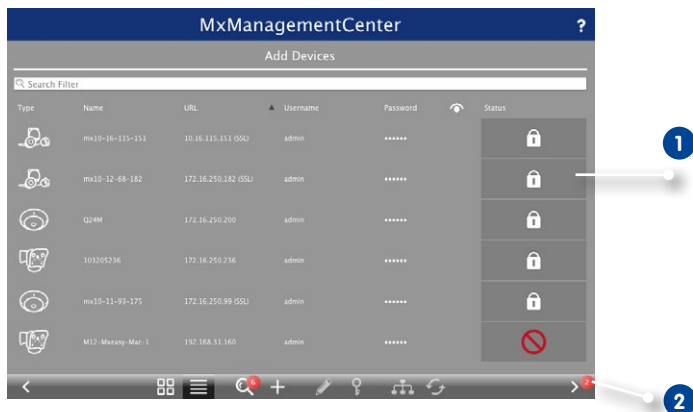 MxManagementCenter ?
Add Devices
Search Filter
Type Name URL Username Password Status
mx10-16-115-151 10.16.115.151 (SSL) admin ••••••
mx10-12-68-182 172.16.250.182 (SSL) admin ••••••
Q24M 172.16.250.200 admin ••••••
103205236 172.16.250.236 admin ••••••
mx10-11-93-175 172.16.250.99 (SSL) admin ••••••
M12-Mxeasy-Mac-1 192.168.31.160 admin ••••••
6 2
1
2